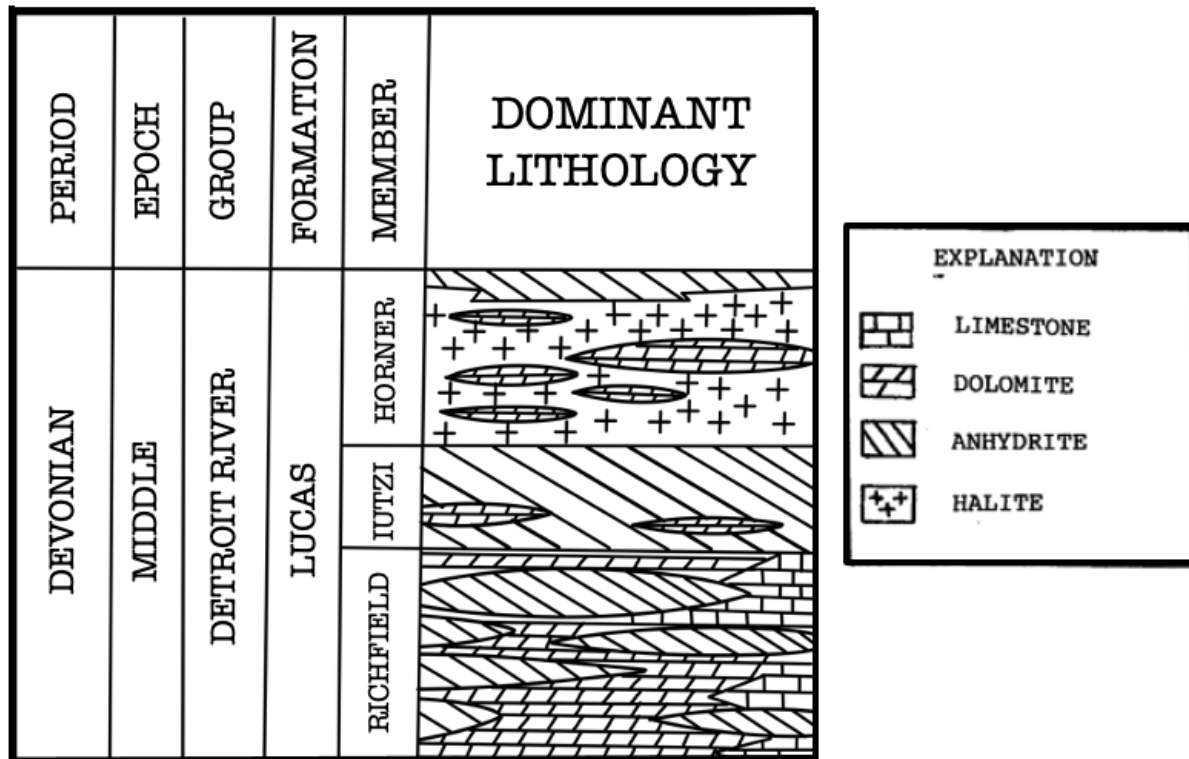 PERIOD
EPOCH
GROUP
FORMATION
MEMBER
DOMINANT
LITHOLOGY
DEVONIAN
MIDDLE
DETROIT RIVER
LUCAS
HORNER
IUTZI
RICHFIELD
EXPLANATION
LIMESTONE
DOLOMITE
ANHYDRITE
HALITE